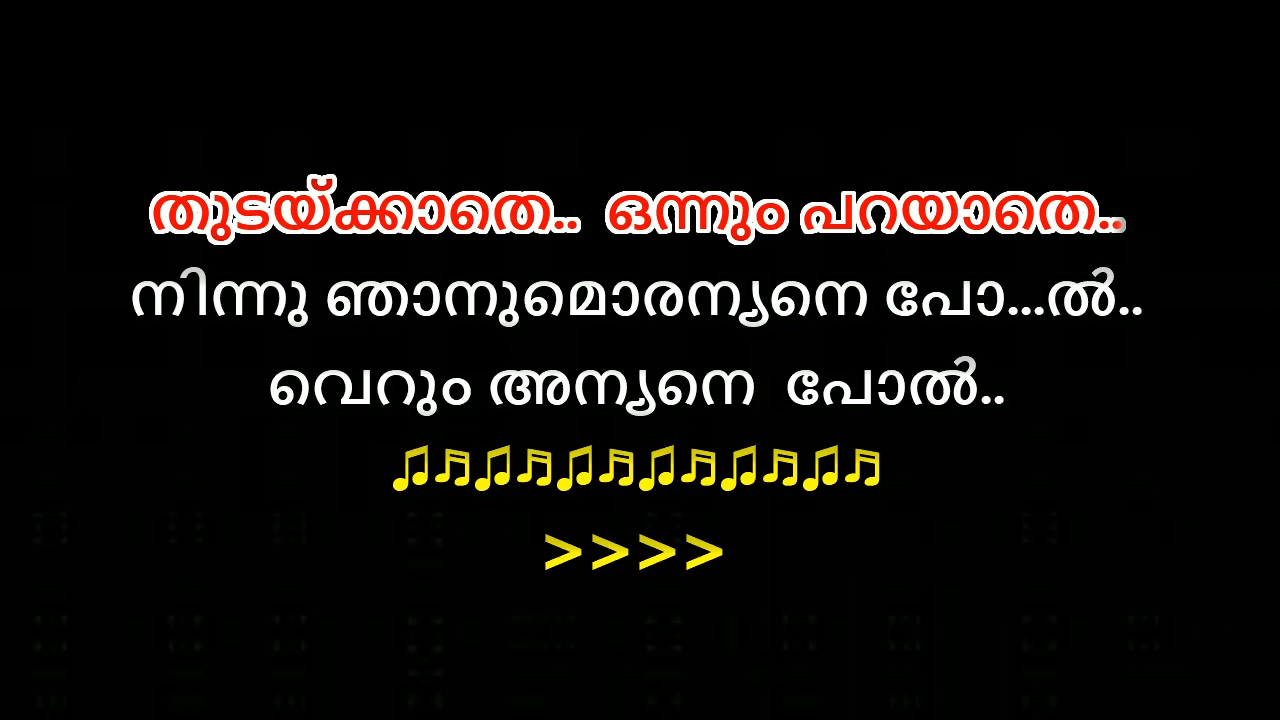 തുടയ്ക്കാതെ..  ഒന്നും പറയാതെ..
നിന്നു ഞാനുമൊരന്യനെ പോ...ൽ..
വെറും അന്യനെ  പോൽ..
♫♬♫♬♫♬♫♬♫♬♫♬
>>>>